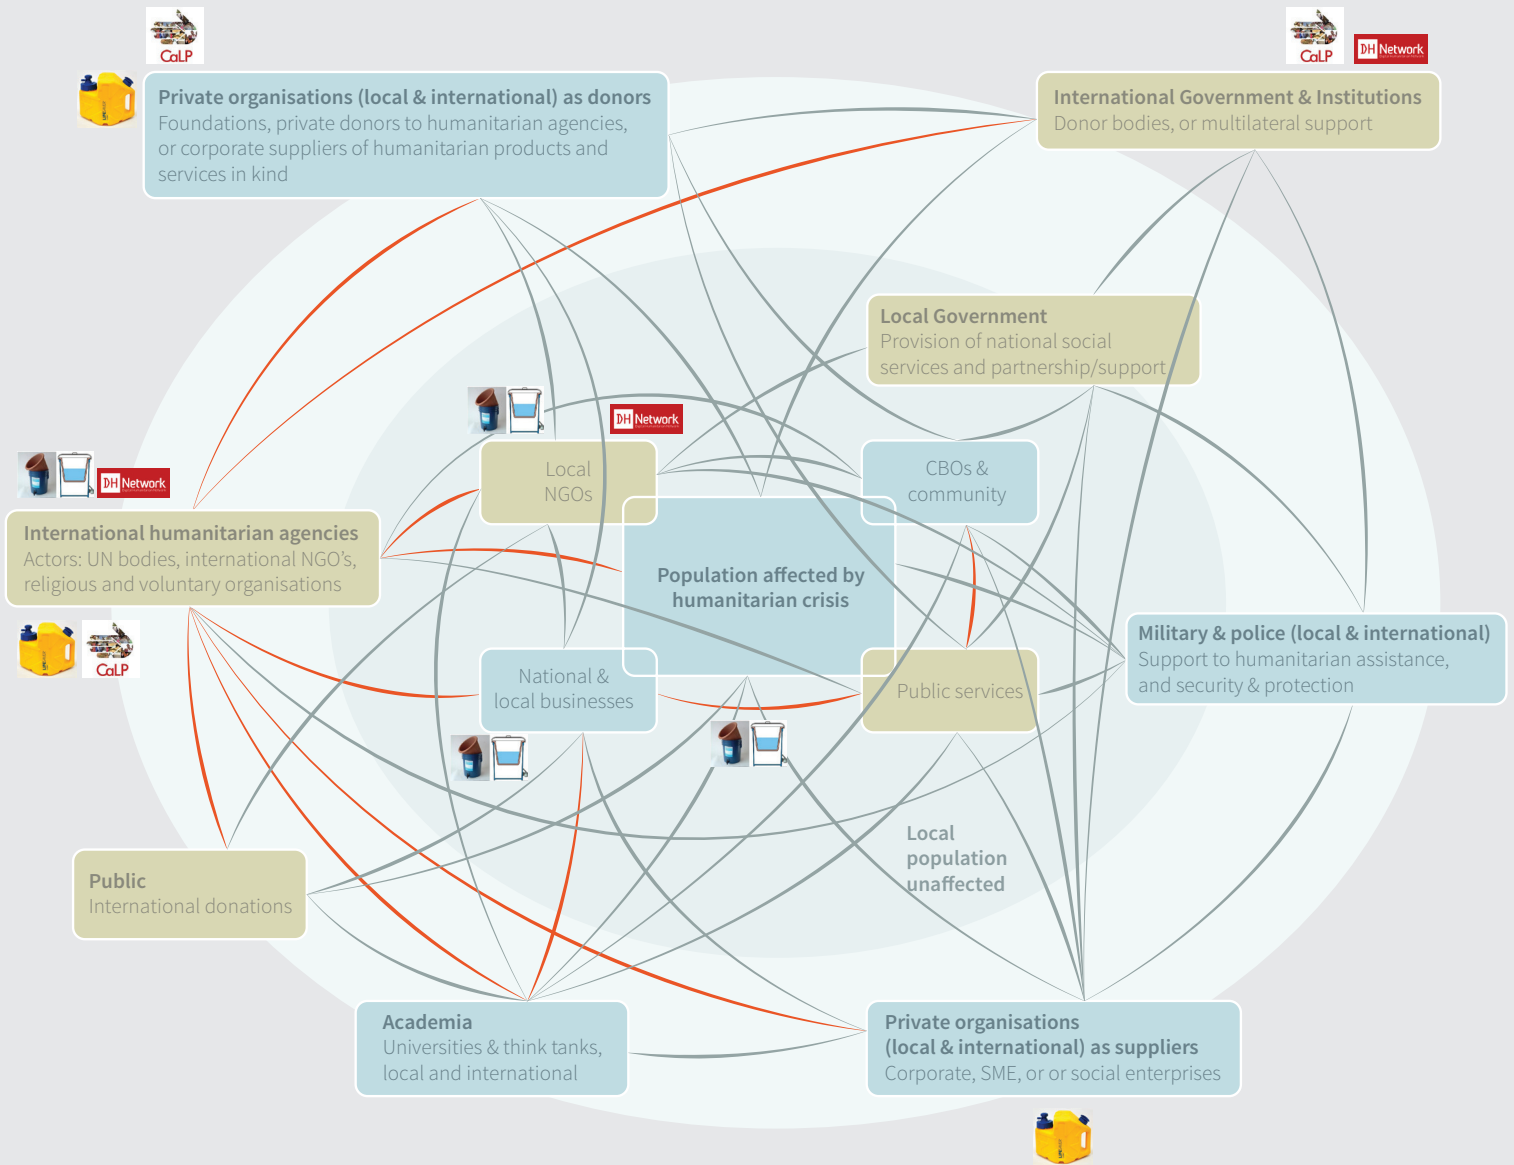 CaLP
CaLP
DH Network
Private organisations (local & international) as donors
Foundations, private donors to humanitarian agencies,
or corporate suppliers of humanitarian products and
services in kind
International Government & Institutions
Donor bodies, or multilateral support
Local Government
Provision of national social
services and partnership/support
DH Network
Local
NGOs
CBOs &
community
DH Network
International humanitarian agencies
Actors: UN bodies, international NGO's,
religious and voluntary organisations
CaLP
Population affected by
humanitarian crisis
Military & police (local & international)
Support to humanitarian assistance,
and security & protection
National &
local businesses
Public services
Local
population
unaffected
Public
International donations
Academia
Universities & think tanks,
local and international
Private organisations
(local & international) as suppliers
Corporate, SME, or or social enterprises